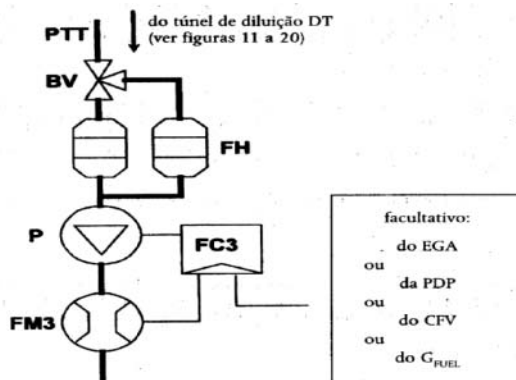 do túnel de diluição DT
PTT
(ver figuras 11 a 20)
BV
FH
P
FC3
FM3
facultativo:
do EGA
ou
da PDP
ou
do CFV
ou
do G_FUEL